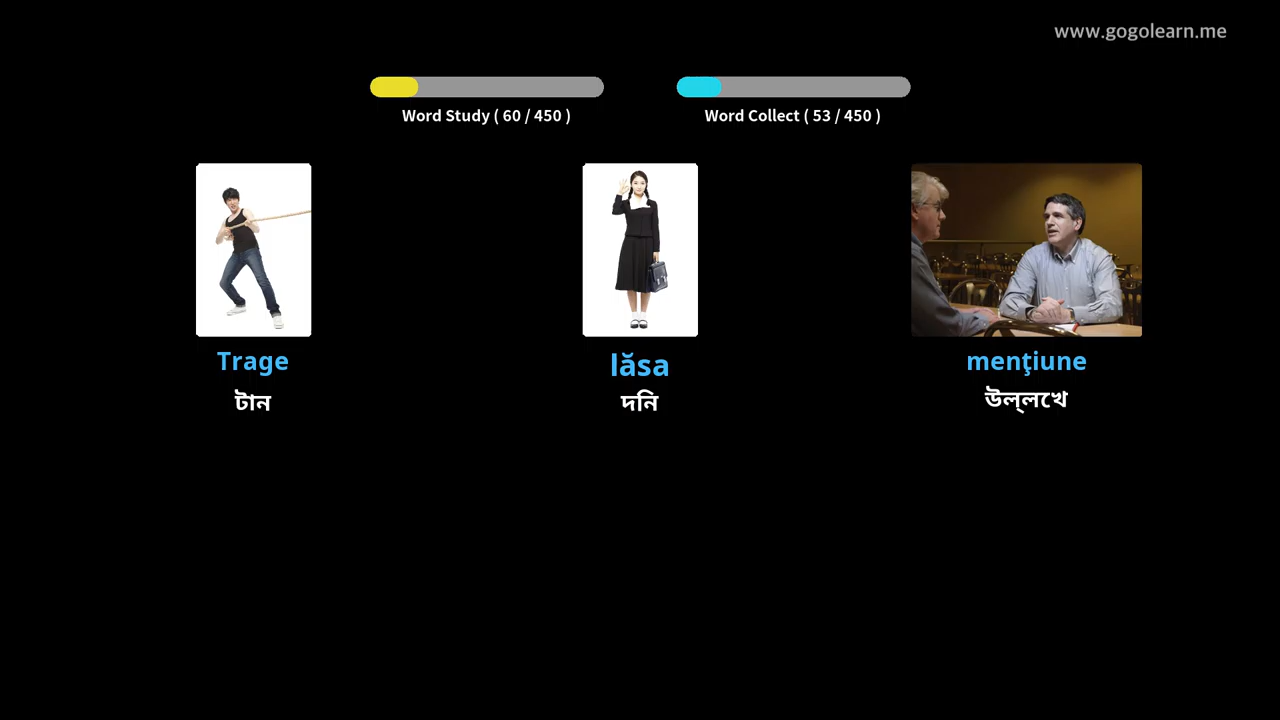 www.gogolearn.me
Word Study ( 60 / 450 )
Word Collect ( 53 / 450 )
Trage
lăsa
menţiune
টান
দনি
উল্‌লখে